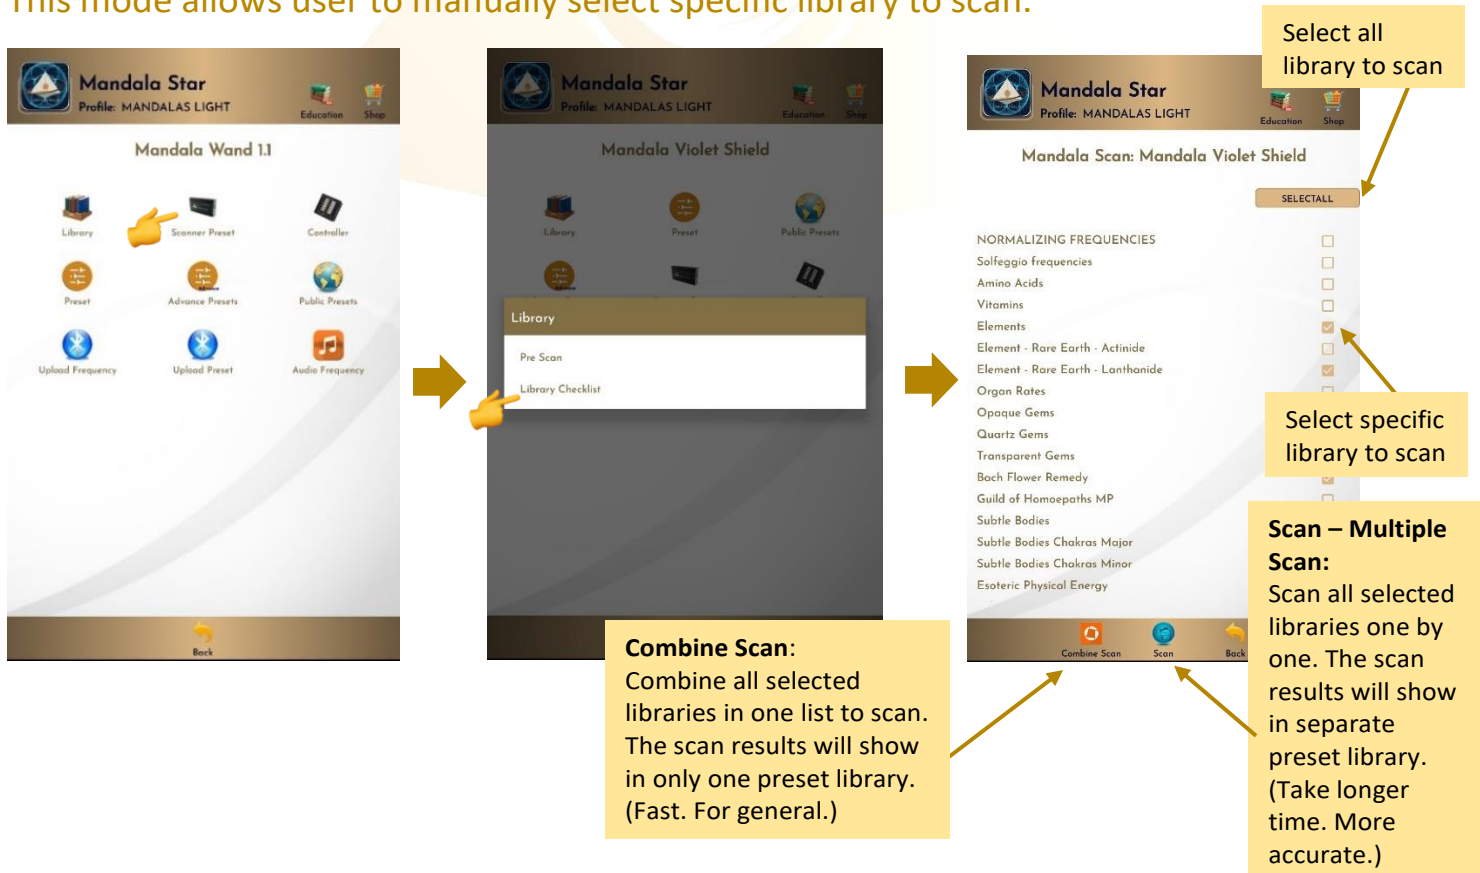 This mode allows user to manually select specific library to scan.
Mandala Star
Profile: MANDALAS LIGHT
Education
Shop
Mandala Wand 1.1
Library
Scanner Preset
Controller
Preset
Advance Presets
Public Presets
Upload Frequency
Upload Preset
Audio Frequency
Back
Mandala Star
Profile: MANDALAS LIGHT
Education
Shop
Mandala Violet Shield
Library
Preset
Public Presets
Library
Pre Scan
Library Checklist
Combine Scan:
Combine all selected
libraries in one list to scan.
The scan results will show
in only one preset library.
(Fast. For general.)
Select all
library to scan
Mandala Star
Profile: MANDALAS LIGHT
Education
Shop
Mandala Scan: Mandala Violet Shield
SELECTALL
NORMALIZING FREQUENCIES
Solfeggio frequencies
Amino Acids
Vitamins
Elements
Element - Rare Earth - Actinide
Element - Rare Earth - Lanthanide
Organ Rates
Opaque Gems
Quartz Gems
Transparent Gems
Bach Flower Remedy
Guild of Homoepaths MP
Subtle Bodies
Subtle Bodies Chakras Major
Subtle Bodies Chakras Minor
Esoteric Physical Energy
Combine Scan
Scan
Back
Select specific
library to scan
Scan – Multiple
Scan:
Scan all selected
libraries one by
one. The scan
results will show
in separate
preset library.
(Take longer
time. More
accurate.)